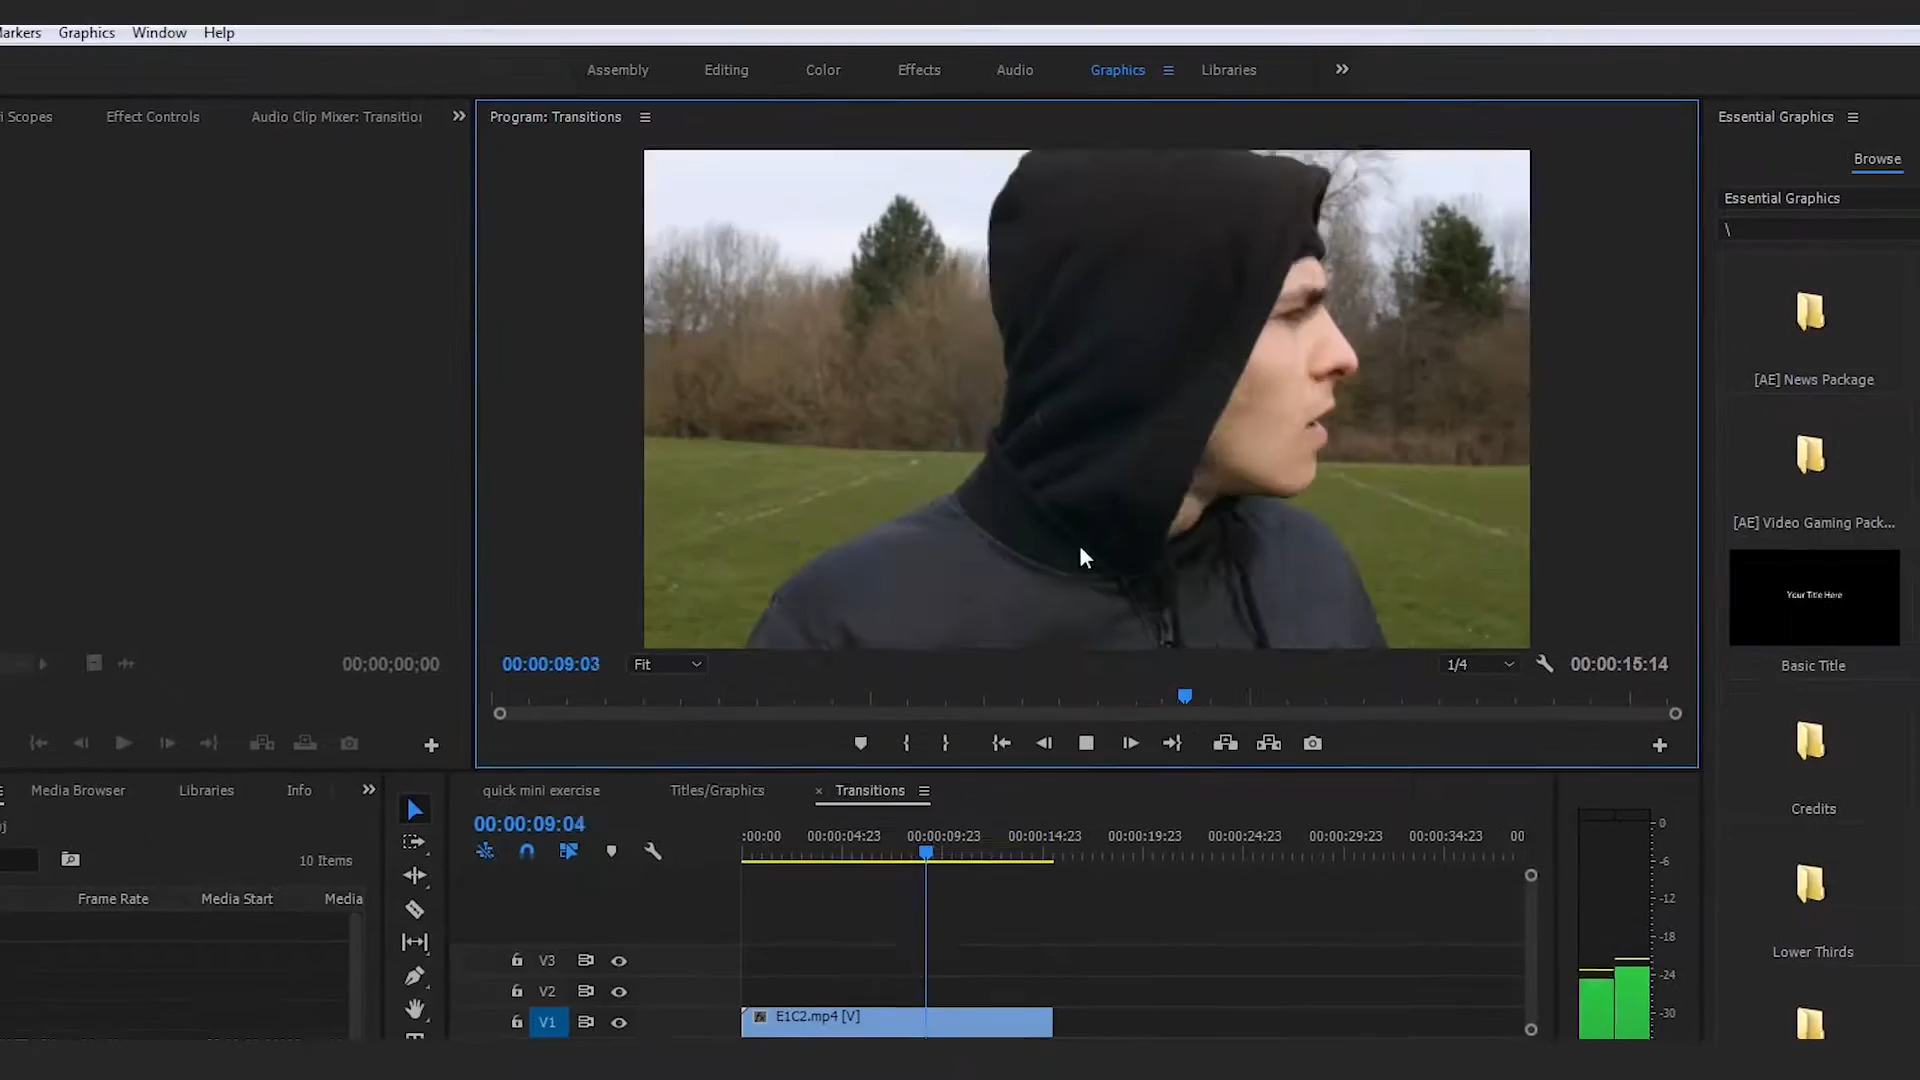 Markers Graphics Window Help
Assembly Editing Color Effects Audio Graphics Libraries
i Scopes Effect Controls Audio Clip Mixer: Transitio
Program: Transitions
Essential Graphics
Browse
Essential Graphics
\
[AE] News Package
[AE] Video Gaming Pack...
Your Title Here
Basic Title
Credits
Lower Thirds
00;00;00;00
00:00:09:03 Fit 1/4 00:00:15:14
Media Browser Libraries Info
10 Items
Frame Rate Media Start Media
quick mini exercise Titles/Graphics × Transitions
00:00:09:04
:00:00 00:00:04:23 00:00:09:23 00:00:14:23 00:00:19:23 00:00:24:23 00:00:29:23 00:00:34:23 00
V3
V2
V1
fx E1C2.mp4 [V]
0
-6
-12
-18
-24
-30